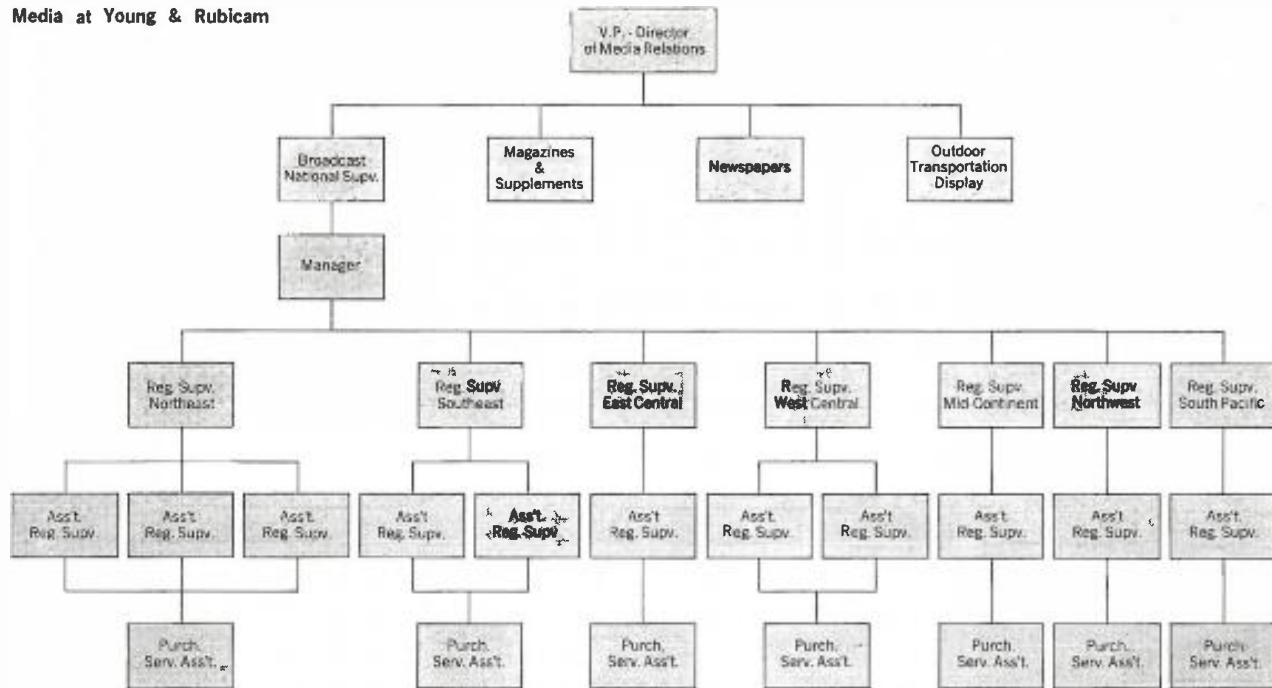 Media at Young & Rubicam
V.P. - Director
of Media Relations
Broadcast
National Supv.
Magazines
&
Supplements
Newspapers
Outdoor
Transportation
Display
Manager
Reg. Supv.
Northeast
Reg. Supv
Southeast
Reg. Supv.
East Central
Reg. Supv.
West Central
Reg. Supv.
Mid-Continent
Reg. Supv
Northwest
Reg. Supv.
South Pacific
Ass't.
Reg. Supv.
Ass't.
Reg. Supv.
Ass't.
Reg. Supv.
Ass't
Reg. Supv.
Ass't.
Reg. Supv
Ass't
Reg. Supv.
Ass't
Reg. Supv.
Ass't
Reg. Supv.
Ass't.
Reg. Supv.
Ass't
Reg. Supv.
Ass't
Reg. Supv.
Purch.
Serv. Ass't.
Purch.
Serv. Ass't.
Purch.
Serv. Ass't.
Purch.
Serv. Ass't.
Purch.
Serv. Ass't.
Purch.
Serv. Ass't.
Purch.
Serv. Ass't.